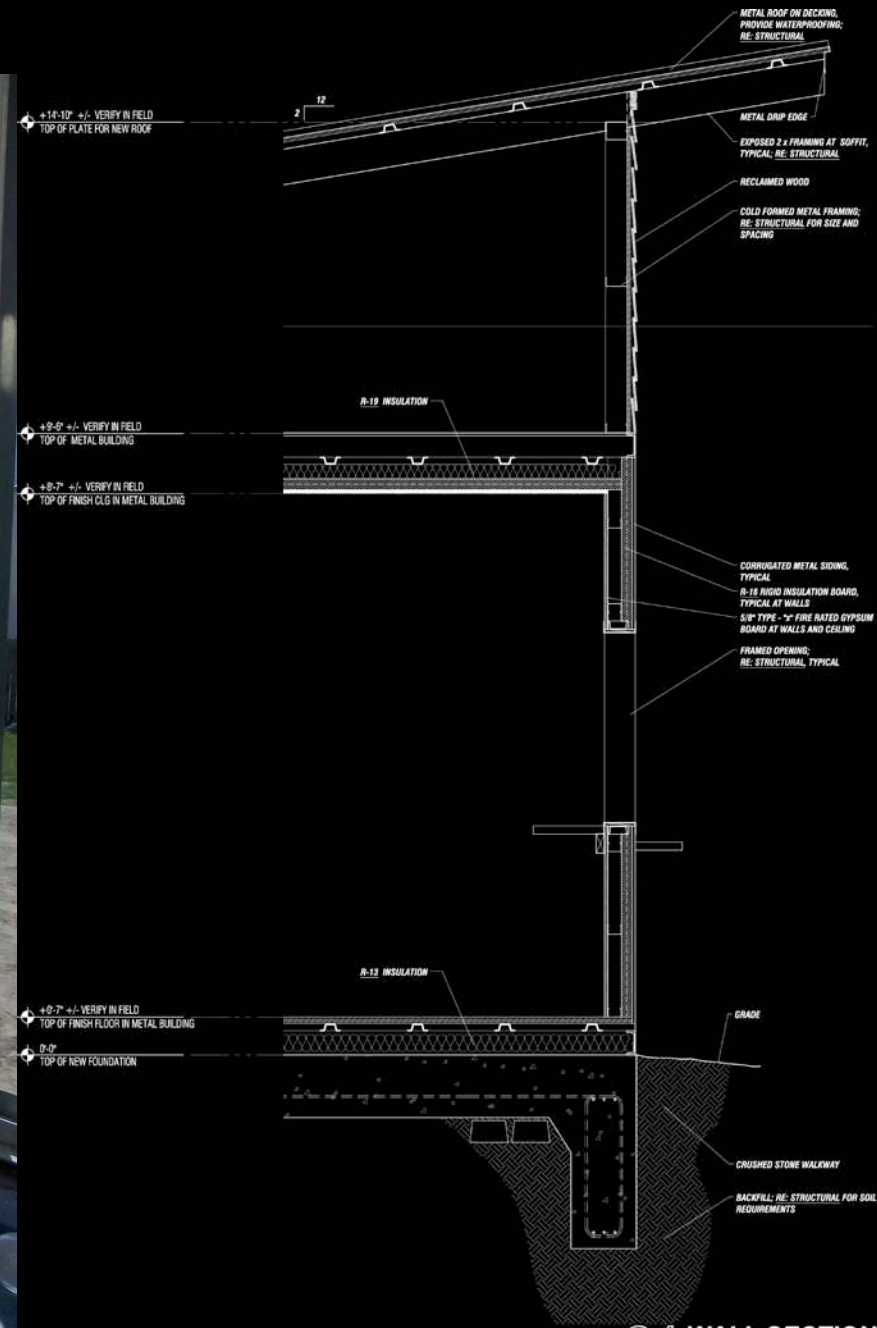 METAL ROOF ON DECKING,
PROVIDE WATERPROOFING;
RE: STRUCTURAL
12
2
+14'-10" +/- VERIFY IN FIELD
TOP OF PLATE FOR NEW ROOF
METAL DRIP EDGE
EXPOSED 2 x FRAMING AT SOFFIT,
TYPICAL; RE: STRUCTURAL
RECLAIMED WOOD
COLD FORMED METAL FRAMING;
RE: STRUCTURAL FOR SIZE AND
SPACING
R-19 INSULATION
+9'-6" +/- VERIFY IN FIELD
TOP OF METAL BUILDING
+8'-7" +/- VERIFY IN FIELD
TOP OF FINISH CLG IN METAL BUILDING
CORRUGATED METAL SIDING,
TYPICAL
R-16 RIGID INSULATION BOARD,
TYPICAL AT WALLS
5/8" TYPE - "x" FIRE RATED GYPSUM
BOARD AT WALLS AND CEILING
FRAMED OPENING;
RE: STRUCTURAL, TYPICAL
R-13 INSULATION
+0'-7" +/- VERIFY IN FIELD
TOP OF FINISH FLOOR IN METAL BUILDING
0'-0"
TOP OF NEW FOUNDATION
GRADE
CRUSHED STONE WALKWAY
BACKFILL; RE: STRUCTURAL FOR SOIL
REQUIREMENTS
WALL SECTION